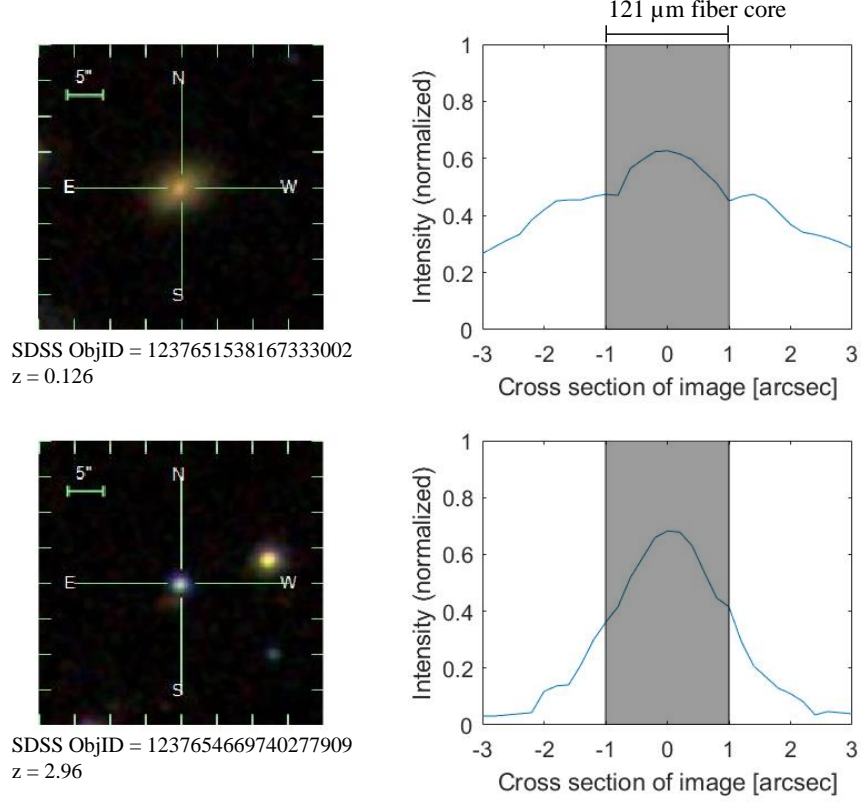 121 µm fiber core
5"
N
E
W
S
SDSS ObjID = 1237651538167333002
z = 0.126
1
0.8
0.6
0.4
0.2
0
-3 -2 -1 0 1 2 3
Intensity (normalized)
Cross section of image [arcsec]
5"
N
E
W
S
SDSS ObjID = 1237654669740277909
z = 2.96
1
0.8
0.6
0.4
0.2
0
-3 -2 -1 0 1 2 3
Intensity (normalized)
Cross section of image [arcsec]